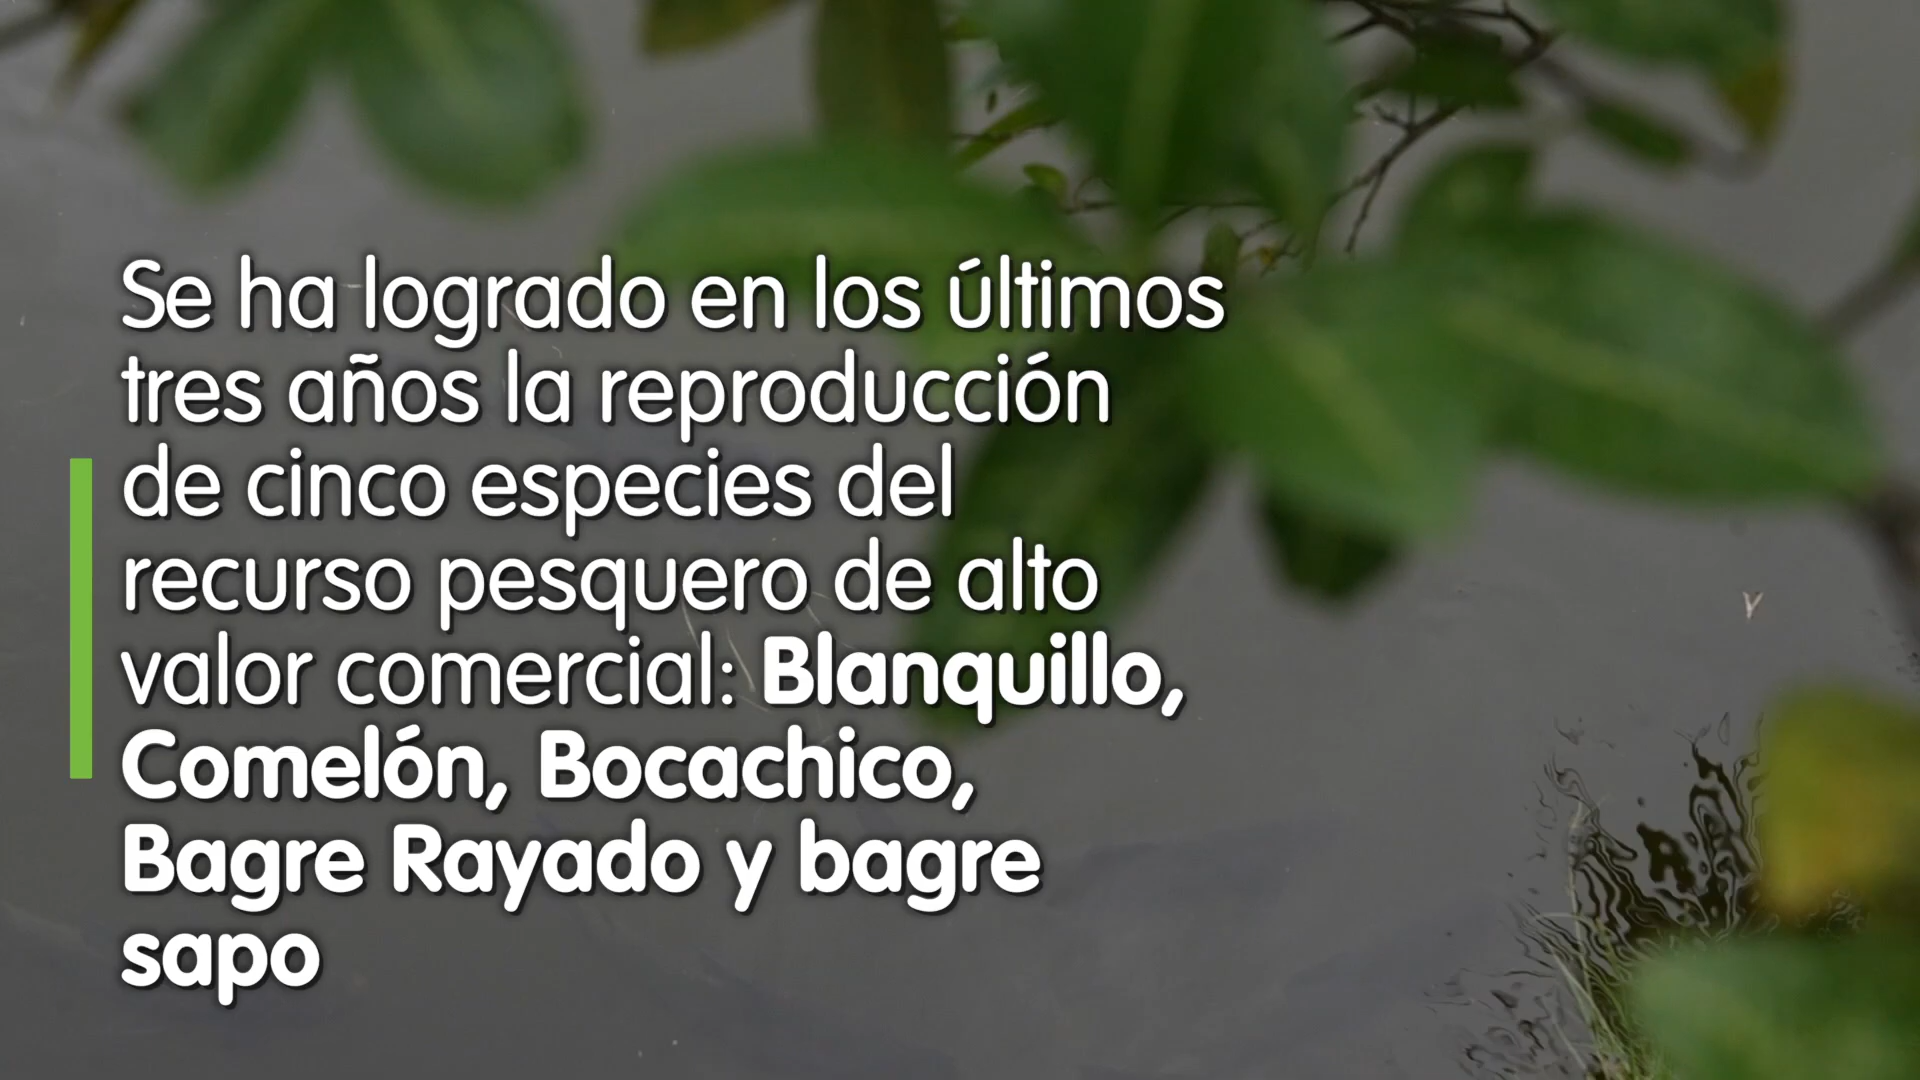 Se ha logrado en los últimos
tres años la reproducción
de cinco especies del
recurso pesquero de alto
valor comercial: Blanquillo,
Comelón, Bocachico,
Bagre Rayado y bagre
sapo